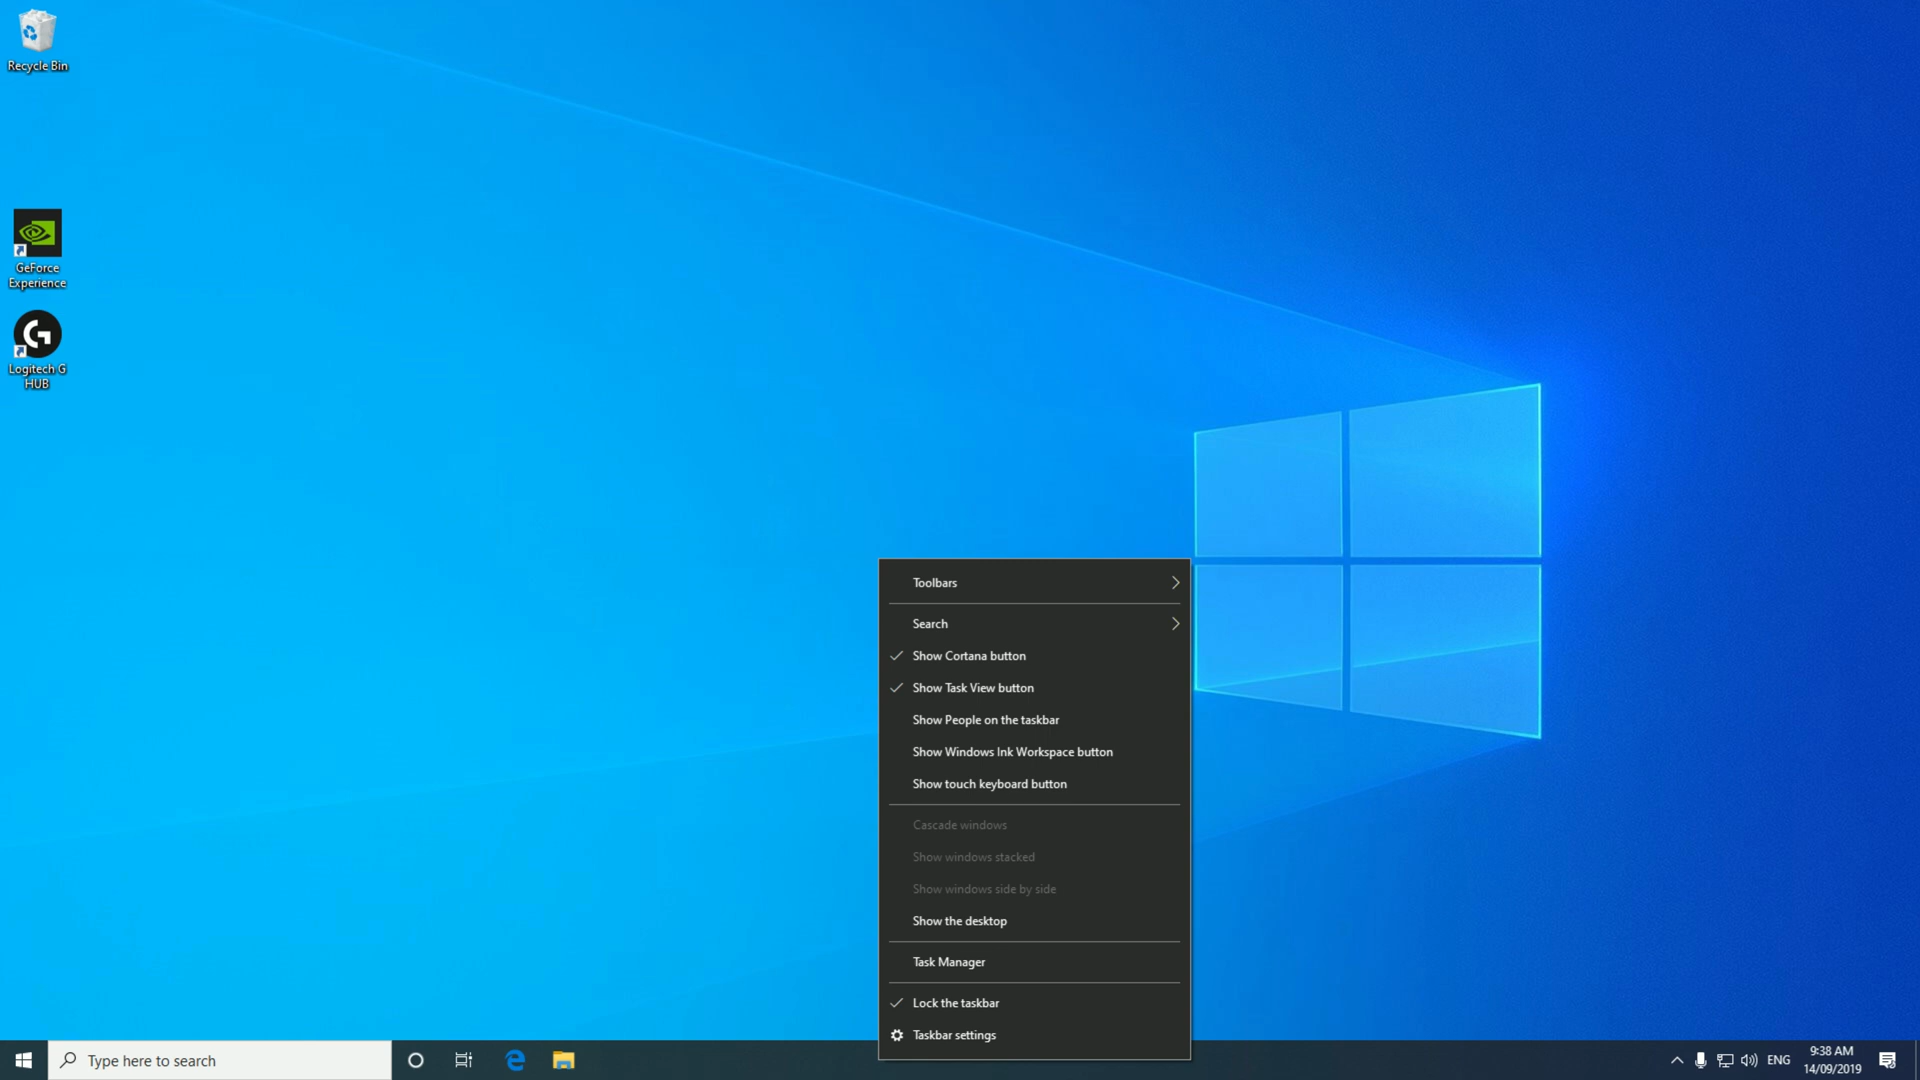 Recycle Bin
GeForce
Experience
Logitech G
HUB
Toolbars
Search
Show Cortana button
Show Task View button
Show People on the taskbar
Show Windows Ink Workspace button
Show touch keyboard button
Cascade windows
Show windows stacked
Show windows side by side
Show the desktop
Task Manager
Lock the taskbar
Taskbar settings
Type here to search
ENG
9:38 AM
14/09/2019